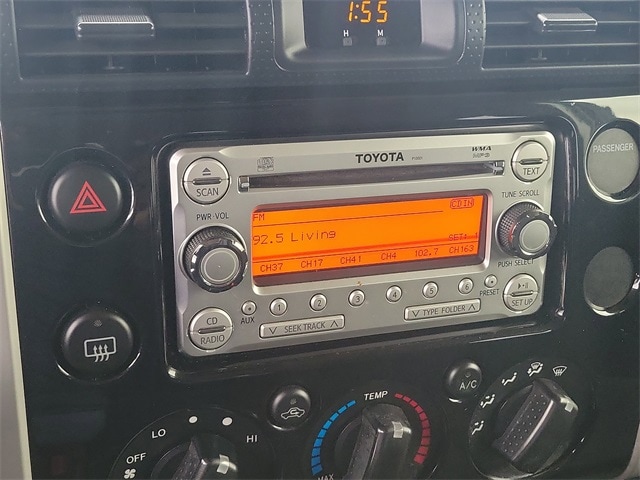 1:55
H M
TOYOTA
WMA
MP3
SCAN
TEXT
PASSENGER
PWR·VOL
TUNE SCROLL
FM
CD IN
92.5 Living
SET: 1
CH37 CH17 CH41 CH4 102.7 CH163
PUSH SELECT
AUX 1 2 3 4 5 6 PRESET
CD
RADIO
SEEK TRACK
TYPE FOLDER
SET UP
TEMP
A/C
LO
HI
OFF
MAX